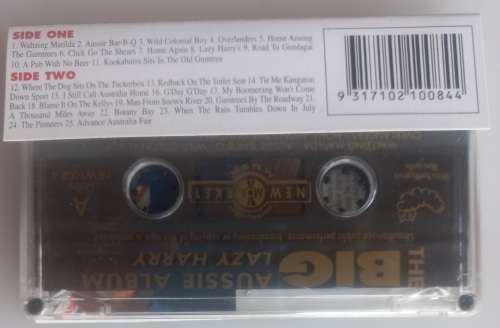 SIDE ONE
1. Waltzing Matilda 2. Aussie Bar-B-Q 3. Wild Colonial Boy 4. Overlanders 5. Home Among
The Gumtrees 6. Click Go The Shears 7. Home Again 8. Lazy Harry's 9. Road To Gundagai
10. A Pub With No Beer 11. Kookaburra Sits In The Old Gumtree
SIDE TWO
12. Where The Dog Sits On The Tuckerbox 13. Redback On The Toilet Seat 14. Tie Me Kangaroo
Down Sport 15. I Still Call Australia Home 16. G'Day G'Day 17. My Boomerang Won't Come
Back 18. Blame It On The Kellys 19. Man From Snowy River 20. Gumtrees By The Roadway 21.
A Thousand Miles Away 22. Botany Bay 23. When The Rain Tumbles Down In July
24. The Pioneers 25. Advance Australia Fair
9 317102 100844
NEW MARKET
THE BIG
AUSSIE ALBUM
LAZY HARRY